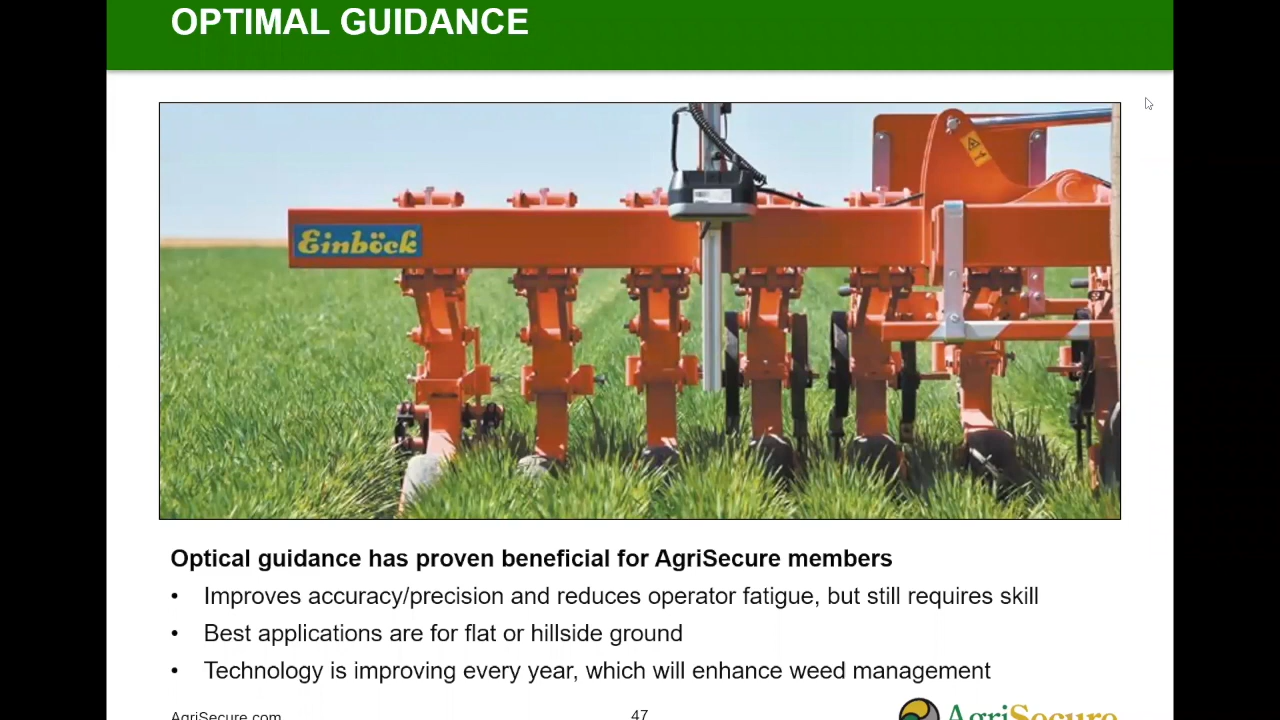 OPTIMAL GUIDANCE
Einböck
Optical guidance has proven beneficial for AgriSecure members
• Improves accuracy/precision and reduces operator fatigue, but still requires skill
• Best applications are for flat or hillside ground
• Technology is improving every year, which will enhance weed management
AgriSecure.com
47
AgriSecure